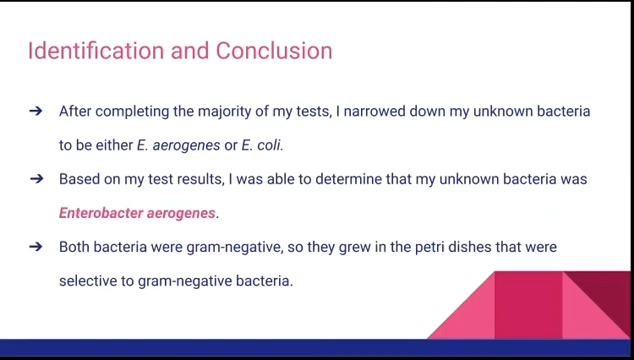 Identification and Conclusion
➔ After completing the majority of my tests, I narrowed down my unknown bacteria
to be either E. aerogenes or E. coli.
➔ Based on my test results, I was able to determine that my unknown bacteria was
Enterobacter aerogenes.
➔ Both bacteria were gram-negative, so they grew in the petri dishes that were
selective to gram-negative bacteria.